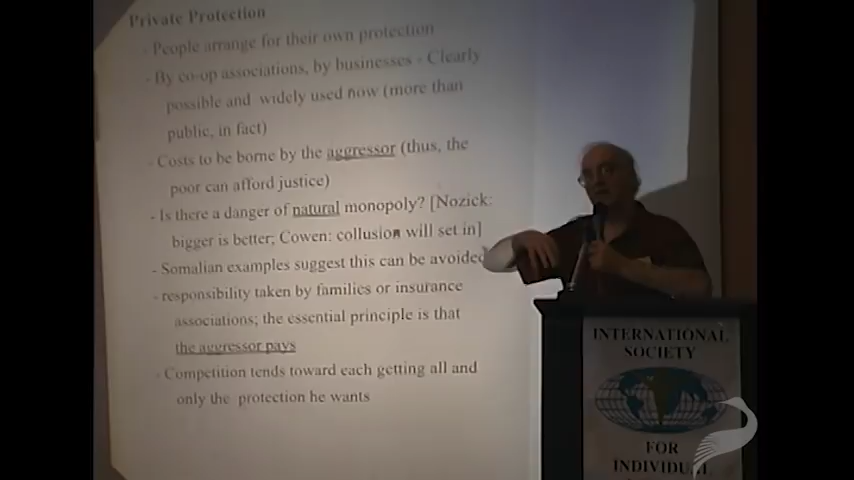 Private Protection
- People arrange for their own protection
- By co-op associations, by businesses - Clearly
possible and widely used now (more than
public, in fact)
- Costs to be borne by the aggressor (thus, the
poor can afford justice)
- Is there a danger of natural monopoly? [Nozick:
bigger is better; Cowen: collusion will set in]
- Somalian examples suggest this can be avoided
- responsibility taken by families or insurance
associations; the essential principle is that
the aggressor pays
- Competition tends toward each getting all and
only the protection he wants
INTERNATIONAL
SOCIETY
FOR